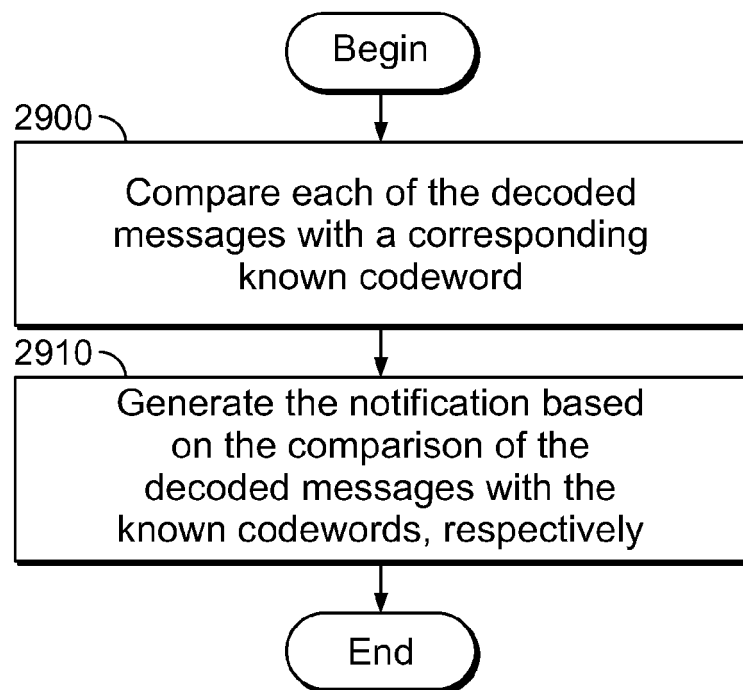 Begin
2900
Compare each of the decoded
messages with a corresponding
known codeword
2910
Generate the notification based
on the comparison of the
decoded messages with the
known codewords, respectively
End